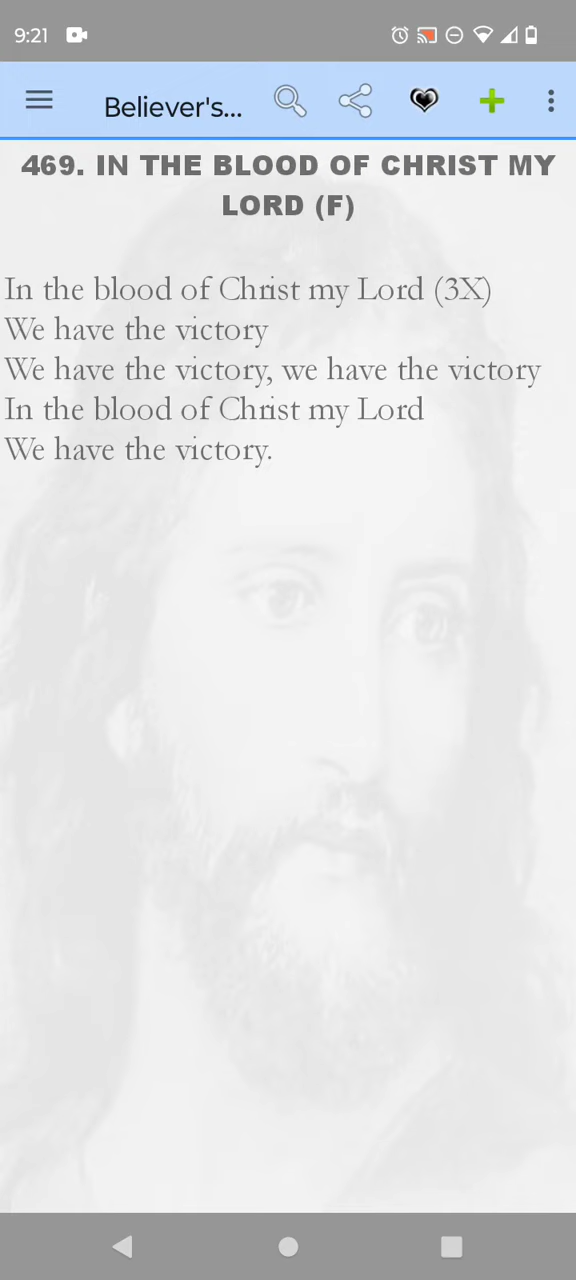 9:21
Believer's...
469. IN THE BLOOD OF CHRIST MY
LORD (F)
In the blood of Christ my Lord (3X)
We have the victory
We have the victory, we have the victory
In the blood of Christ my Lord
We have the victory.